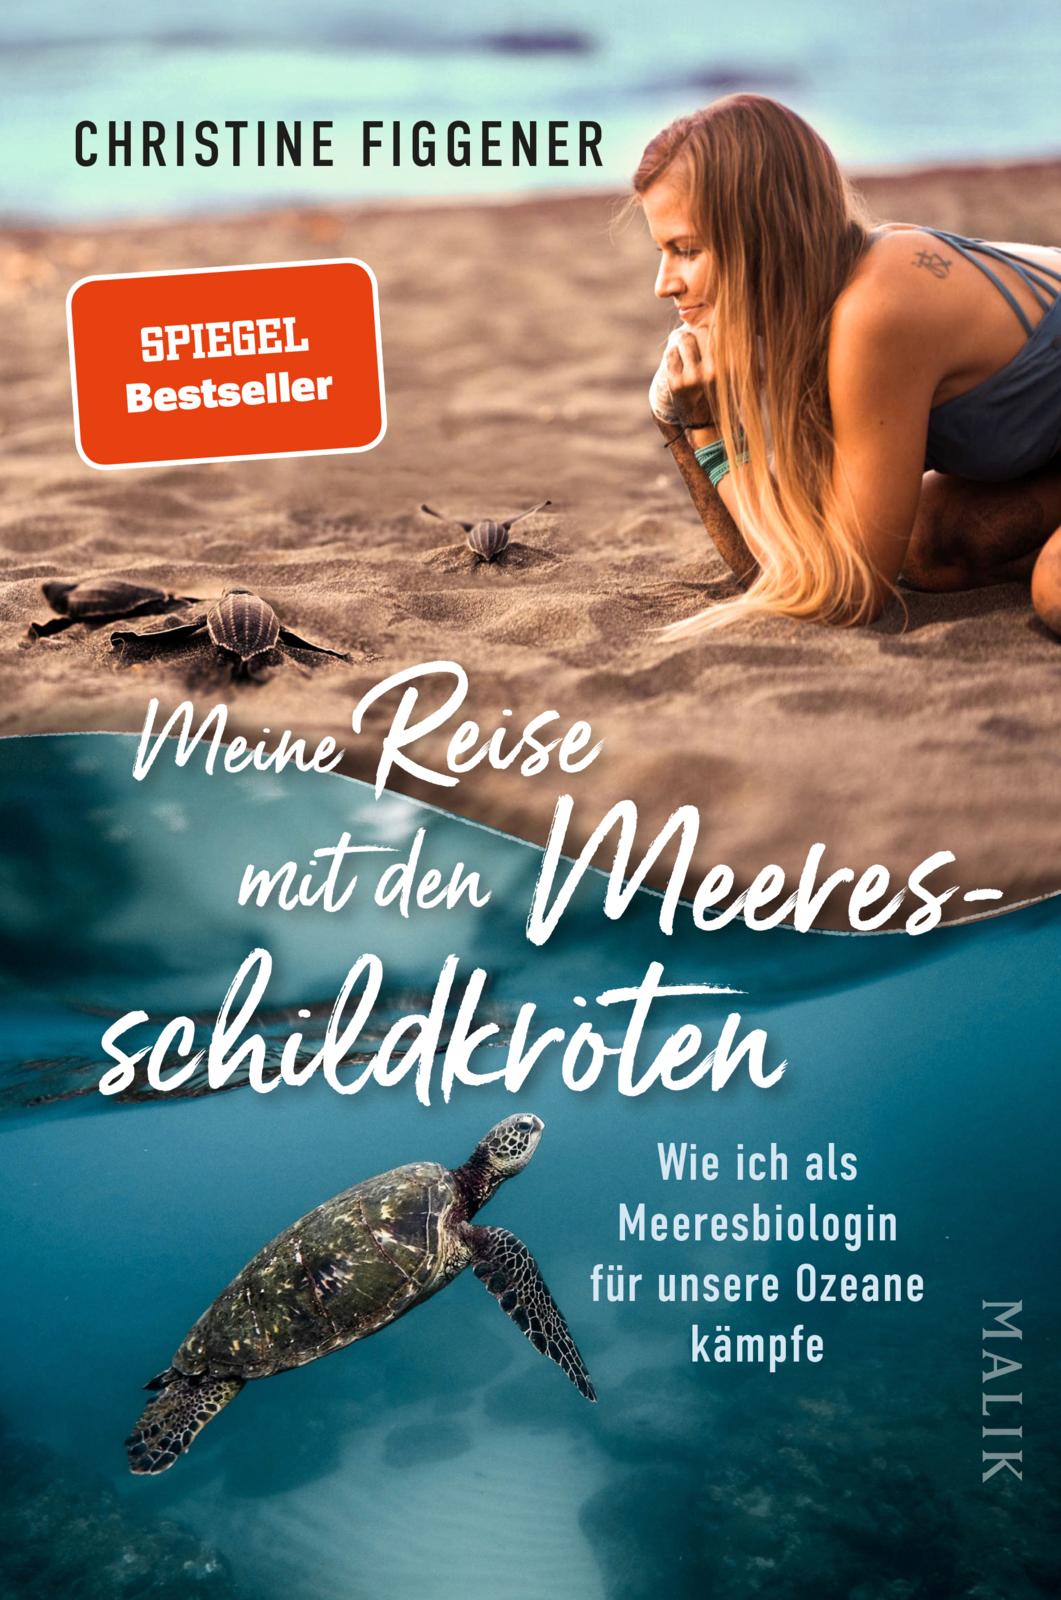 CHRISTINE FIGGENER
SPIEGEL
Bestseller
Meine Reise
mit den Meeres-
schildkröten
Wie ich als
Meeresbiologin
für unsere Ozeane
kämpfe
MALIK